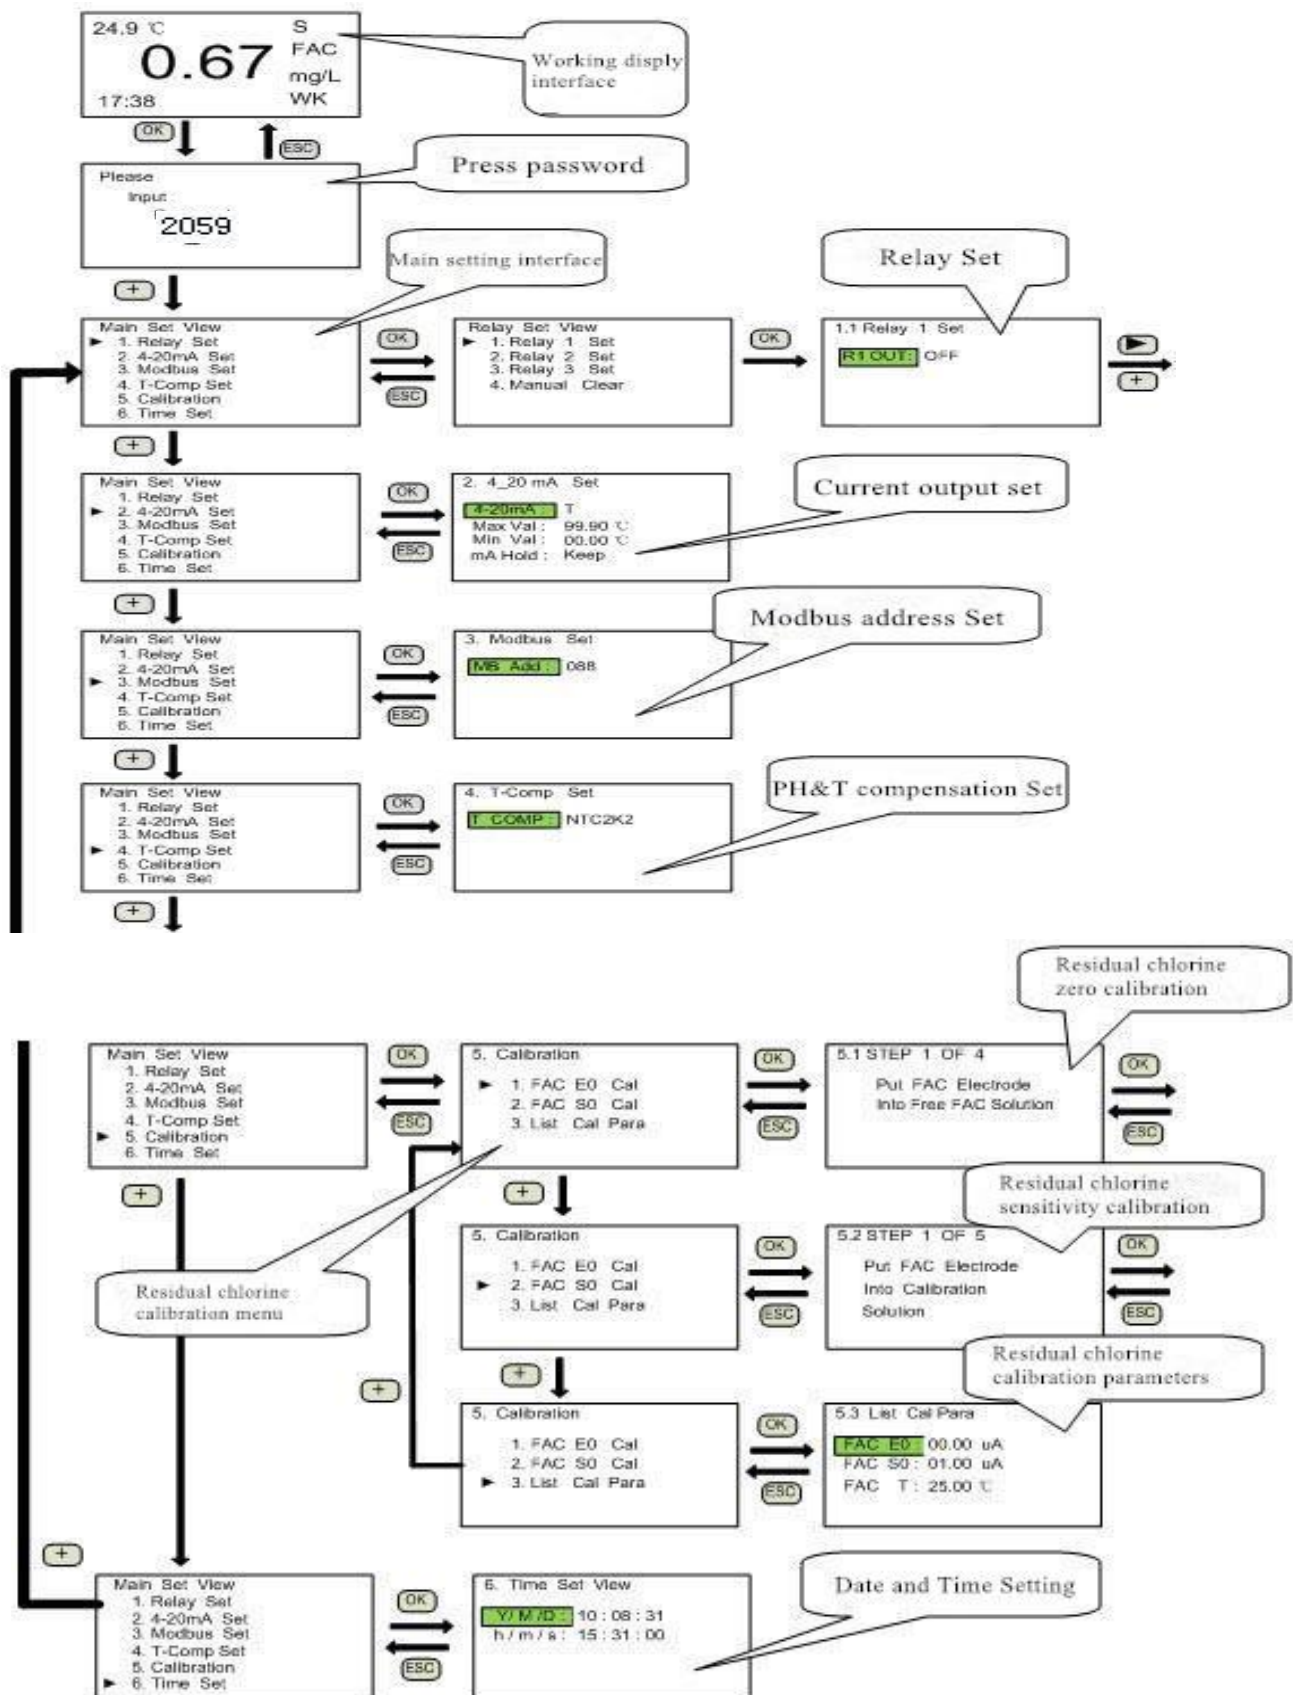 24.9 ℃
S
0.67
FAC
mg/L
17:38
WK
Working disply
interface
OK
ESC
Please
Input
2059
Press password
+
Main setting interface
Relay Set
Main Set View
► 1. Relay Set
2. 4-20mA Set
3. Modbus Set
4. T-Comp Set
5. Calibration
6. Time Set
OK
ESC
Relay Set View
► 1. Relay 1 Set
2. Relay 2 Set
3. Relay 3 Set
4. Manual Clear
OK
1.1 Relay 1 Set
R1 OUT: OFF
►
+
+
Main Set View
1. Relay Set
► 2. 4-20mA Set
3. Modbus Set
4. T-Comp Set
5. Calibration
6. Time Set
OK
ESC
2. 4_20 mA Set
4-20mA: T
Max Val: 99.90 ℃
Min Val: 00.00 ℃
mA Hold: Keep
Current output set
+
Main Set View
1. Relay Set
2. 4-20mA Set
► 3. Modbus Set
4. T-Comp Set
5. Calibration
6. Time Set
OK
ESC
3. Modbus Set
MB Add: 088
Modbus address Set
+
Main Set View
1. Relay Set
2. 4-20mA Set
3. Modbus Set
► 4. T-Comp Set
5. Calibration
6. Time Set
OK
ESC
4. T-Comp Set
T COMP: NTC2K2
PH&T compensation Set
+
Residual chlorine
zero calibration
Main Set View
1. Relay Set
2. 4-20mA Set
3. Modbus Set
4. T-Comp Set
► 5. Calibration
6. Time Set
OK
ESC
5. Calibration
► 1. FAC E0 Cal
2. FAC S0 Cal
3. List Cal Para
OK
ESC
5.1 STEP 1 OF 4
Put FAC Electrode
Into Free FAC Solution
OK
ESC
+
+
Residual chlorine
sensitivity calibration
Residual chlorine
calibration menu
5. Calibration
1. FAC E0 Cal
► 2. FAC S0 Cal
3. List Cal Para
OK
ESC
5.2 STEP 1 OF 5
Put FAC Electrode
Into Calibration
Solution
OK
ESC
+
+
Residual chlorine
calibration parameters
5. Calibration
1. FAC E0 Cal
2. FAC S0 Cal
► 3. List Cal Para
OK
ESC
5.3 List Cal Para
FAC E0: 00.00 uA
FAC S0: 01.00 uA
FAC T: 25.00 ℃
+
Main Set View
1. Relay Set
2. 4-20mA Set
3. Modbus Set
4. T-Comp Set
5. Calibration
► 6. Time Set
OK
ESC
6. Time Set View
Y/ M /D: 10 : 08 : 31
h / m / s: 15 : 31 : 00
Date and Time Setting